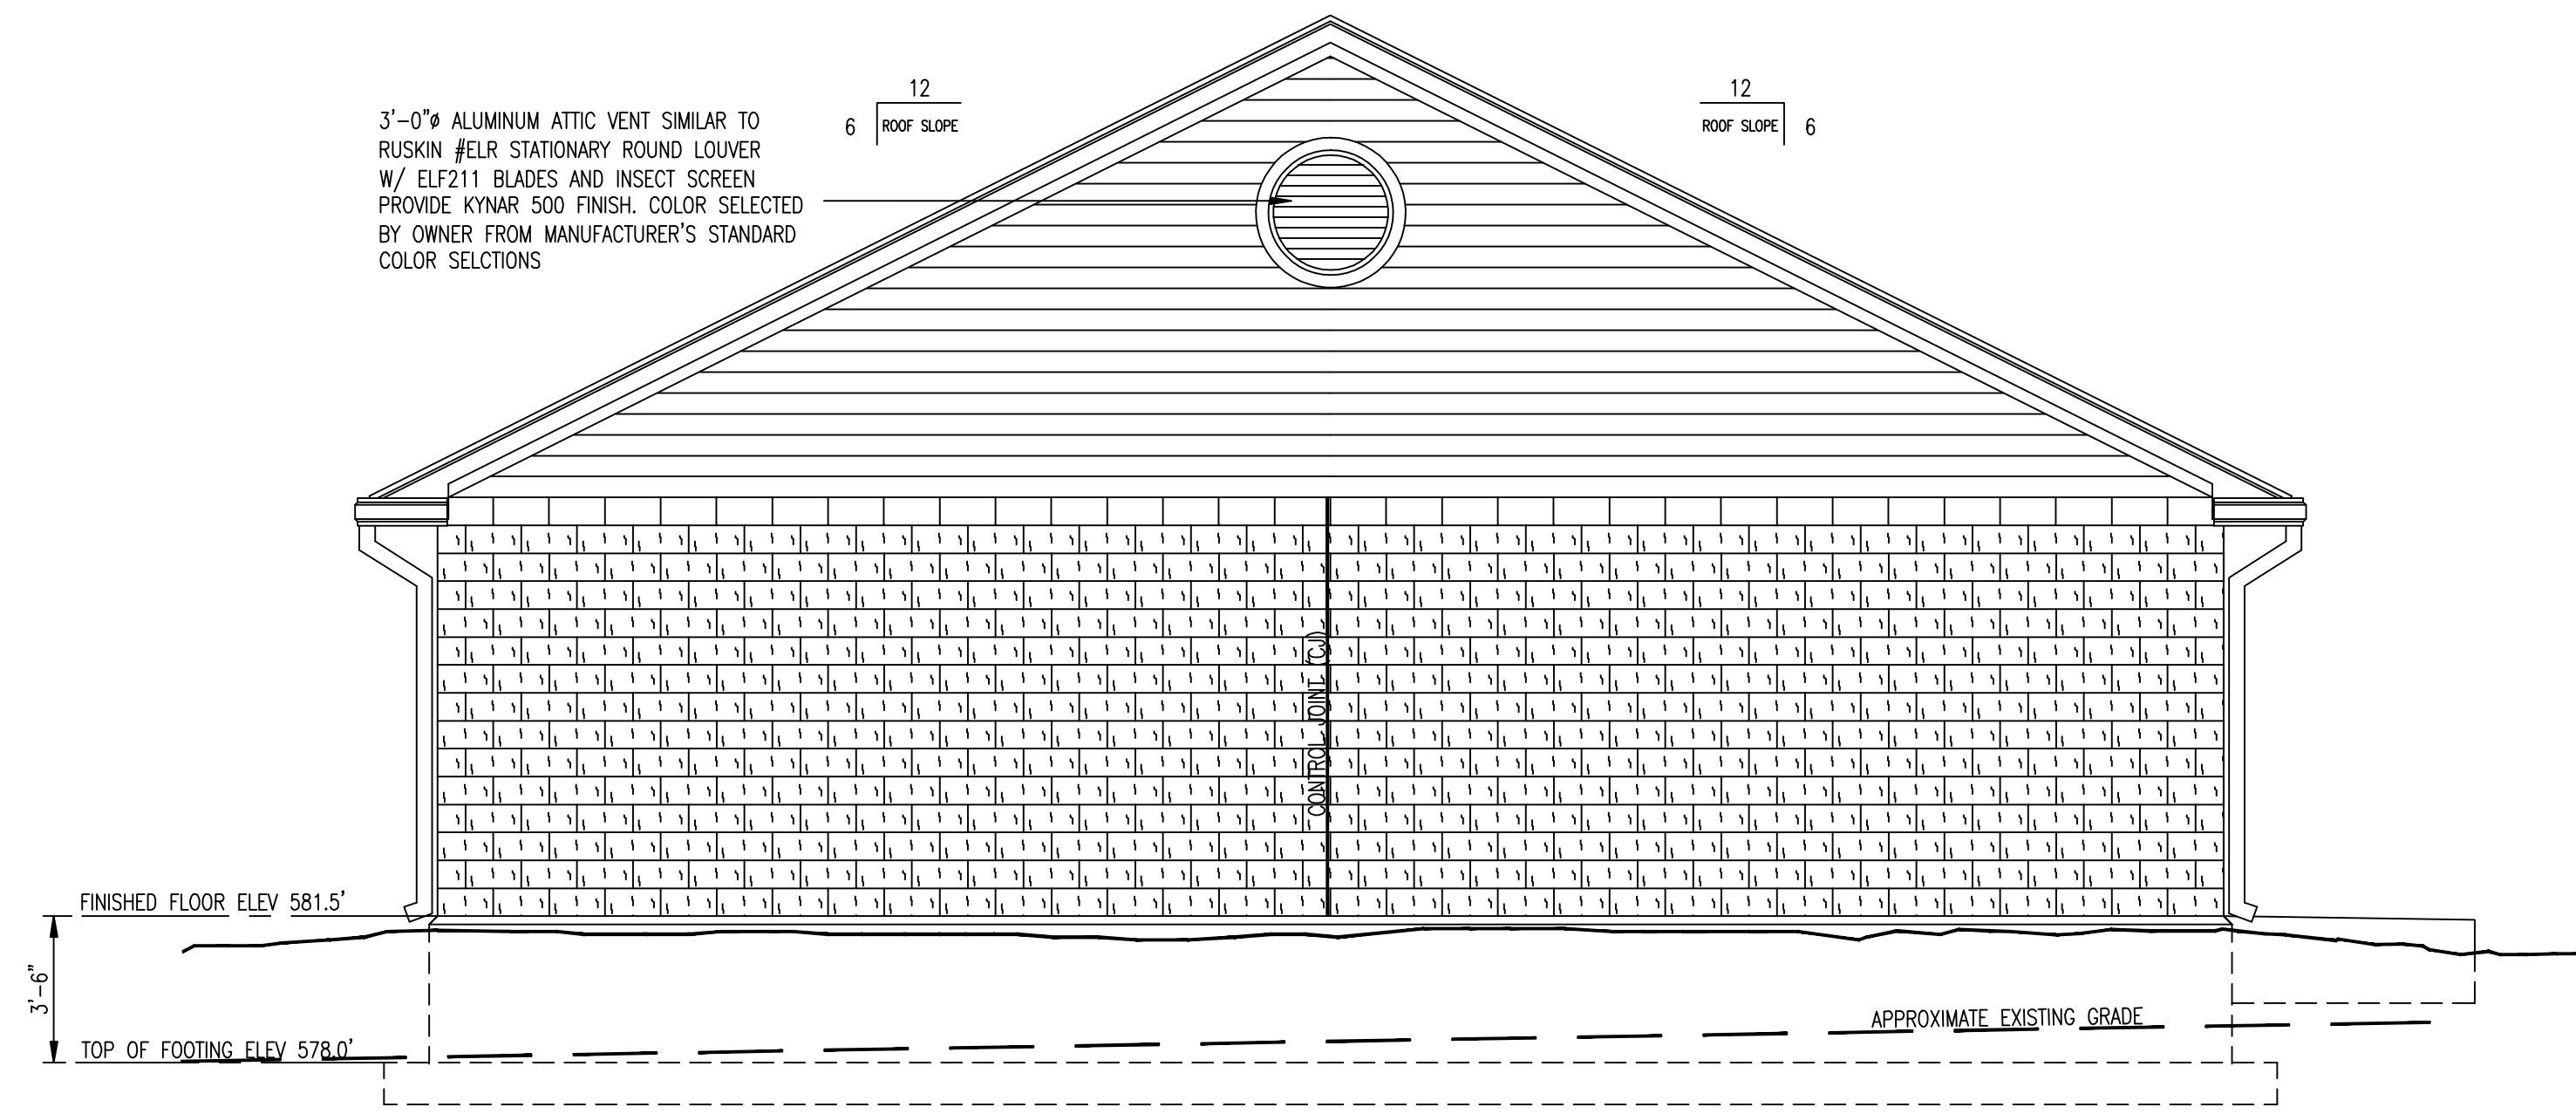 12
6
ROOF SLOPE
12
ROOF SLOPE
6
3'-0"ø ALUMINUM ATTIC VENT SIMILAR TO
RUSKIN #ELR STATIONARY ROUND LOUVER
W/ ELF211 BLADES AND INSECT SCREEN
PROVIDE KYNAR 500 FINISH. COLOR SELECTED
BY OWNER FROM MANUFACTURER'S STANDARD
COLOR SELCTIONS
CONTROL JOINT (CJ)
FINISHED FLOOR ELEV 581.5'
3'-6"
TOP OF FOOTING ELEV 578.0'
APPROXIMATE EXISTING GRADE